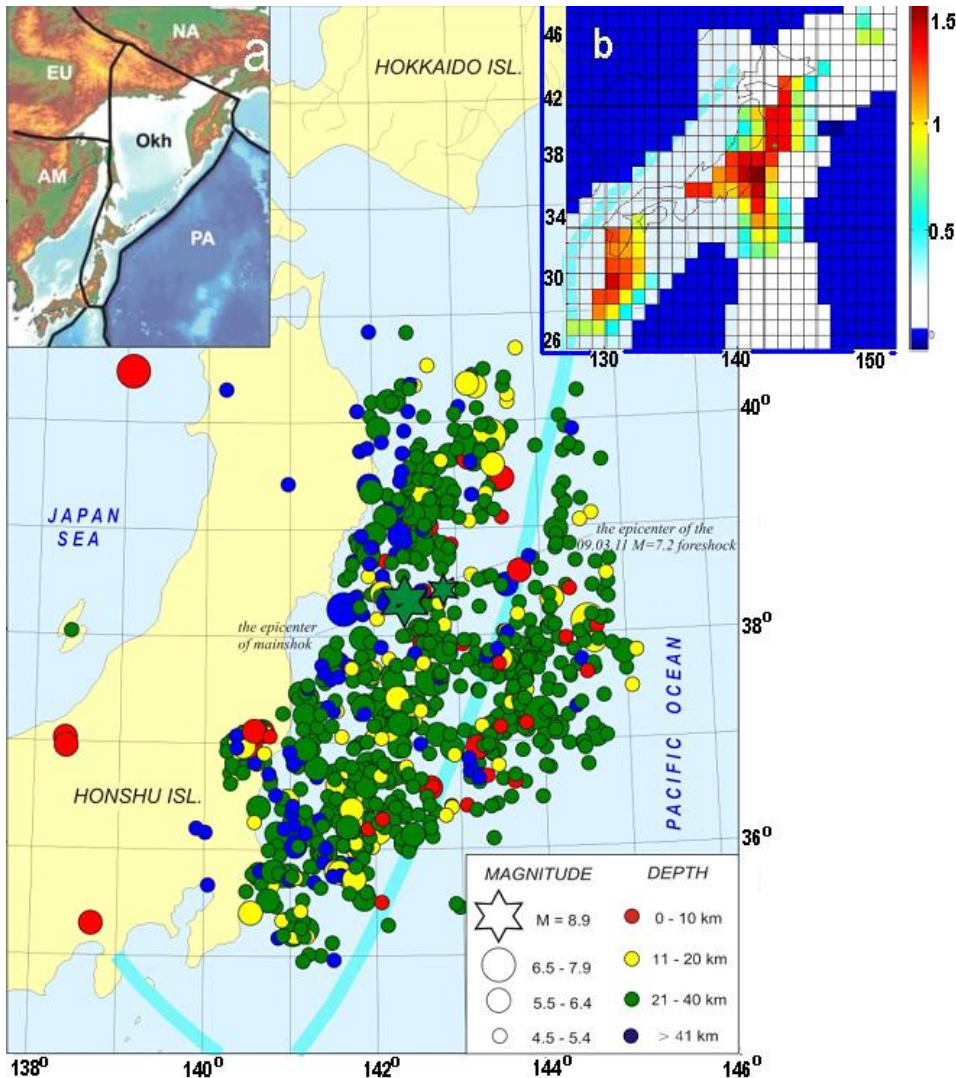 NA
a
EU
Okh
AM
PA
HOKKAIDO ISL.
b
46
42
38
34
30
26
130
140
150
1.5
1
0.5
0
40⁰
JAPAN
SEA
the epicenter of the
09.03.11 M=7.2 foreshock
the epicenter
of mainshok
38⁰
PACIFIC OCEAN
HONSHU ISL.
36⁰
MAGNITUDE
DEPTH
M = 8.9
0 - 10 km
6.5 - 7.9
11 - 20 km
5.5 - 6.4
21 - 40 km
4.5 - 5.4
> 41 km
138⁰
140⁰
142⁰
144⁰
146⁰